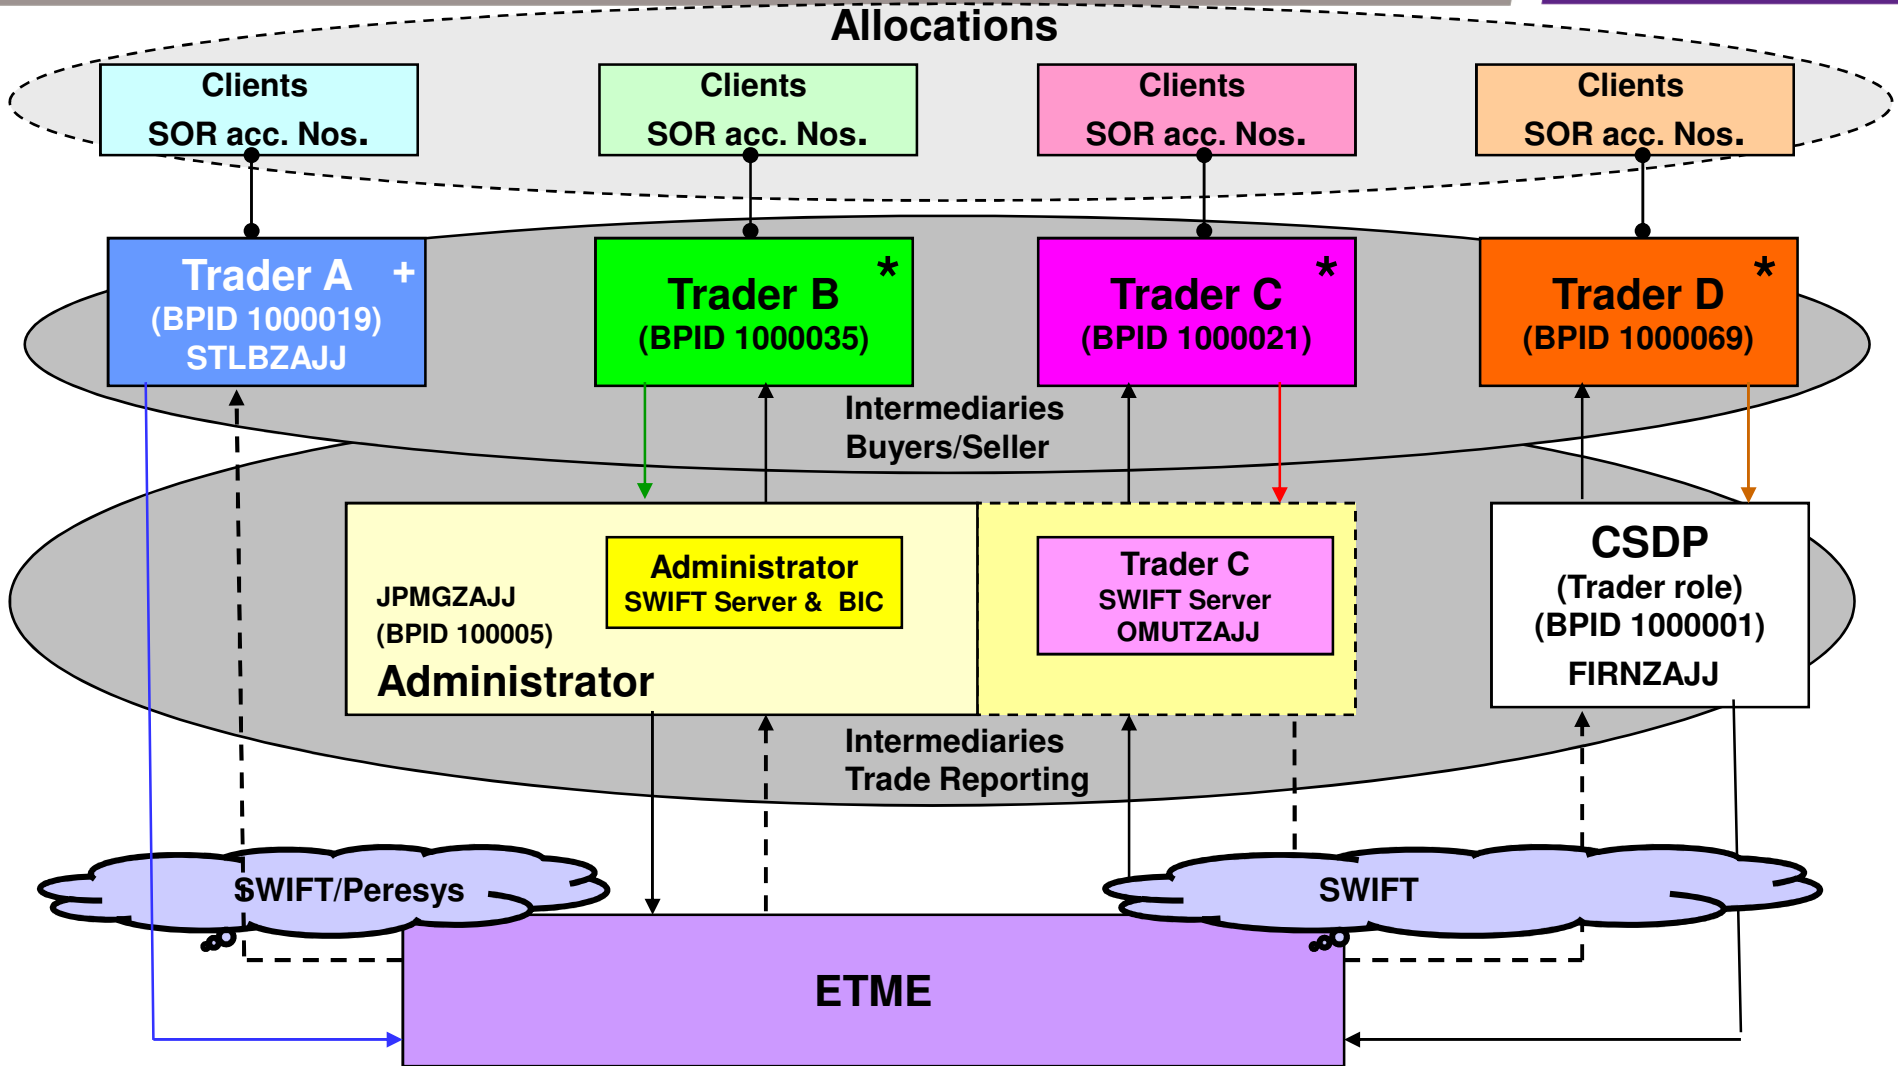 Allocations
Clients
SOR acc. Nos.
Clients
SOR acc. Nos.
Clients
SOR acc. Nos.
Clients
SOR acc. Nos.
Trader A +
(BPID 1000019)
STLBZAJJ
Trader B *
(BPID 1000035)
Trader C *
(BPID 1000021)
Trader D *
(BPID 1000069)
Intermediaries
Buyers/Seller
JPMGZAJJ
(BPID 100005)
Administrator
Administrator
SWIFT Server & BIC
Trader C
SWIFT Server
OMUTZAJJ
CSDP
(Trader role)
(BPID 1000001)
FIRNZAJJ
Intermediaries
Trade Reporting
SWIFT/Peresys
SWIFT
ETME